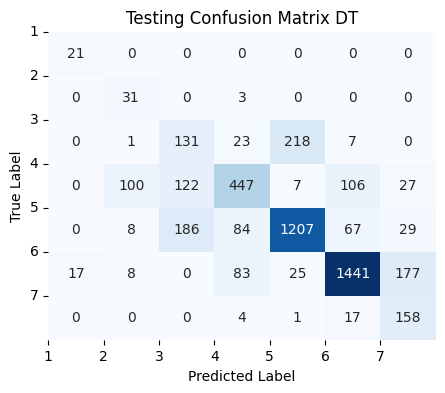 Testing Confusion Matrix DT
1
21 0 0 0 0 0 0
2
0 31 0 3 0 0 0
3
0 1 131 23 218 7 0
4
0 100 122 447 7 106 27
5
0 8 186 84 1207 67 29
6
17 8 0 83 25 1441 177
7
0 0 0 4 1 17 158
True Label
1 2 3 4 5 6 7
Predicted Label